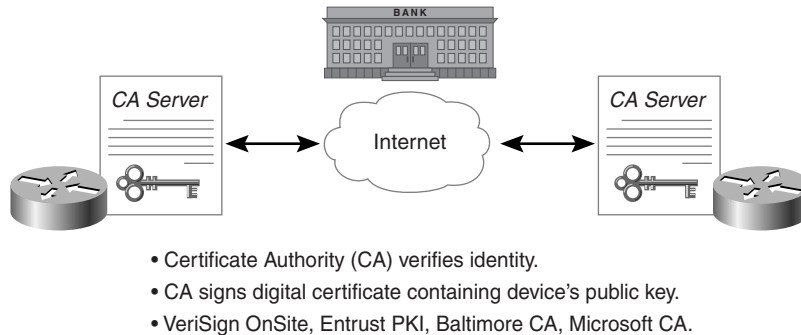 BANK
CA Server
Internet
CA Server
• Certificate Authority (CA) verifies identity.
• CA signs digital certificate containing device's public key.
• VeriSign OnSite, Entrust PKI, Baltimore CA, Microsoft CA.